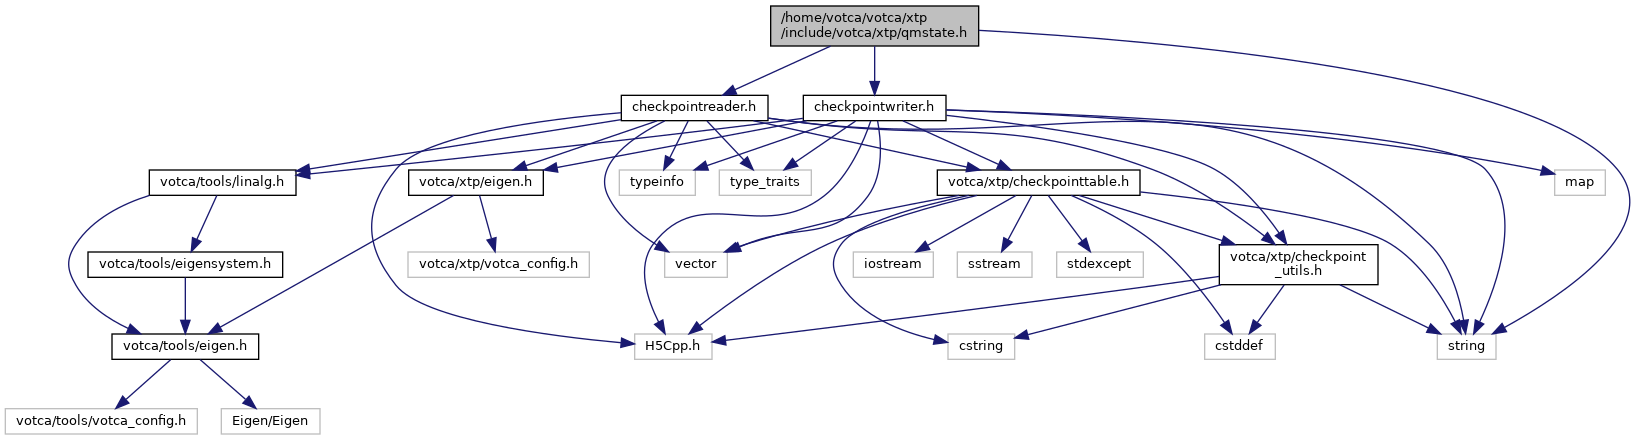 /home/votca/votca/xtp
/include/votca/xtp/qmstate.h
checkpointreader.h
checkpointwriter.h
votca/tools/linalg.h
votca/xtp/eigen.h
typeinfo
type_traits
votca/xtp/checkpointtable.h
map
votca/tools/eigensystem.h
votca/xtp/votca_config.h
vector
iostream
sstream
stdexcept
votca/xtp/checkpoint
_utils.h
votca/tools/eigen.h
H5Cpp.h
cstring
cstddef
string
votca/tools/votca_config.h
Eigen/Eigen